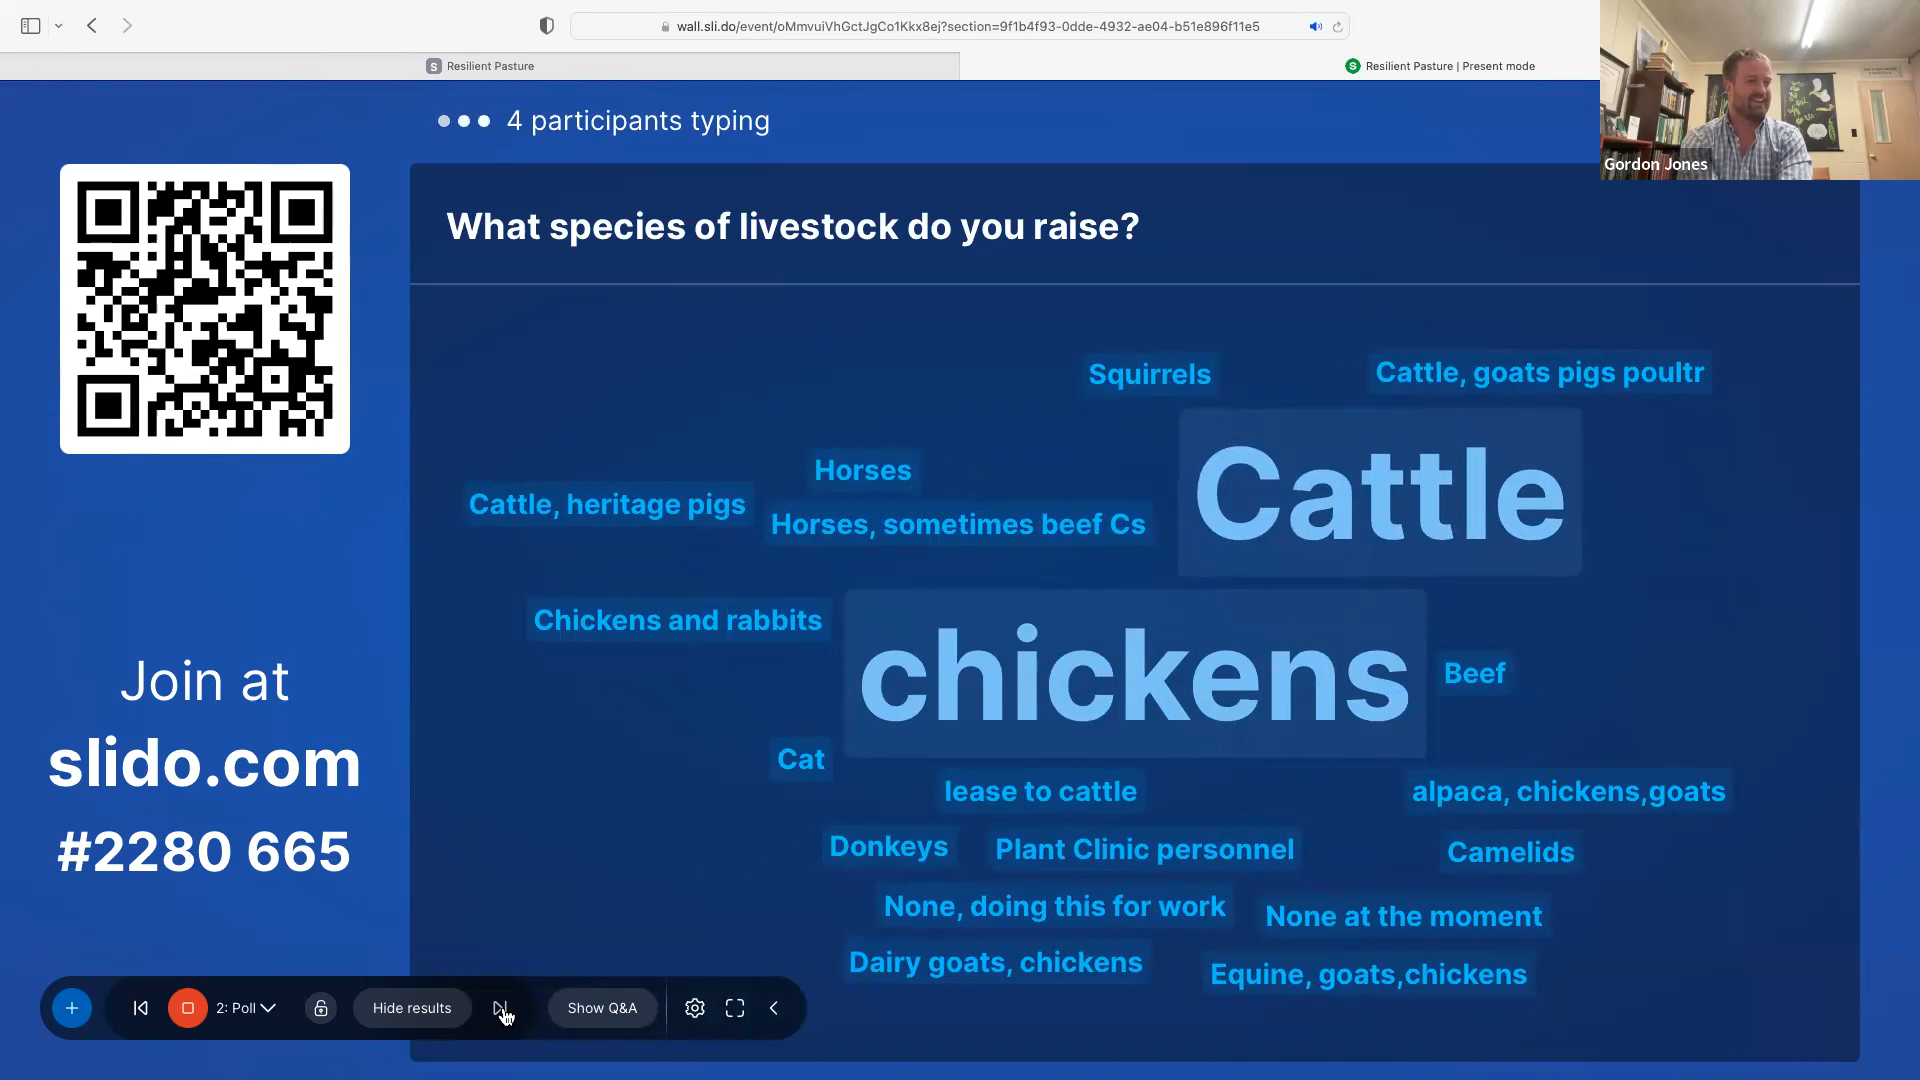 wall.sli.do/event/oMmvuiVhGctJgCo1Kkx8ej?section=9f1b4f93-0dde-4932-ae04-b51e896f11e5
S Resilient Pasture
S Resilient Pasture | Present mode
Gordon Jones
4 participants typing
What species of livestock do you raise?
Squirrels
Cattle, goats pigs poultr
Cattle
Horses
Cattle, heritage pigs
Horses, sometimes beef Cs
Chickens and rabbits
chickens
Beef
Cat
lease to cattle
alpaca, chickens,goats
Donkeys
Plant Clinic personnel
Camelids
None, doing this for work
None at the moment
Dairy goats, chickens
Equine, goats,chickens
Join at
slido.com
#2280 665
2: Poll
Hide results
Show Q&A